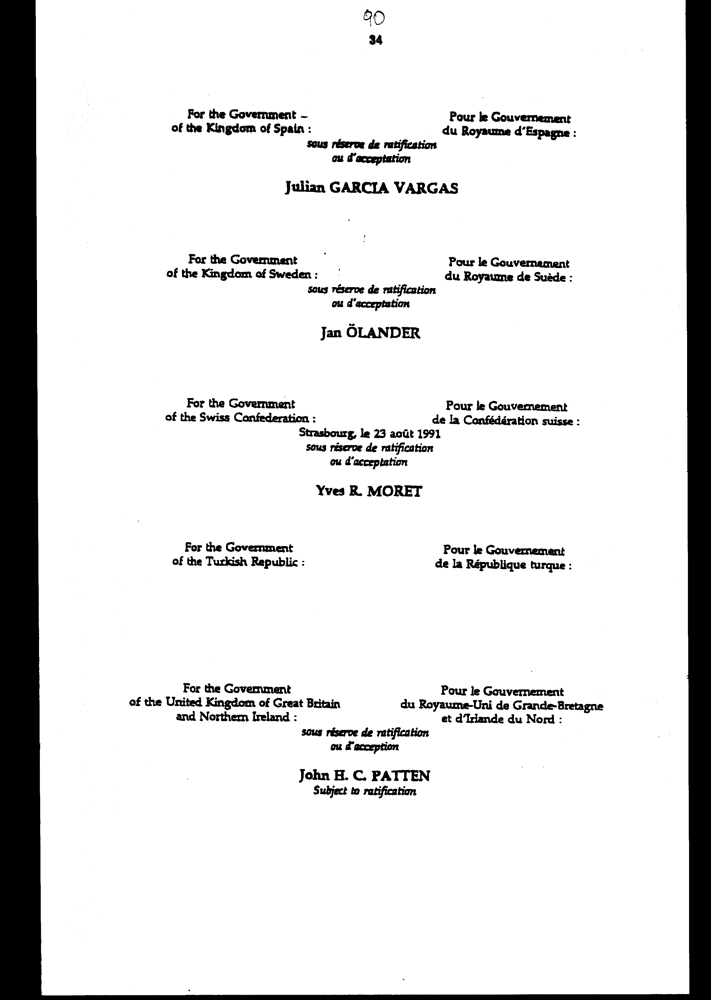 90
34
For the Government –
of the Kingdom of Spain :
Pour le Gouvernement
du Royaume d'Espagne :
sous réserve de ratification
ou d'acceptation
Julian GARCIA VARGAS
For the Government
of the Kingdom of Sweden :
Pour le Gouvernement
du Royaume de Suède :
sous réserve de ratification
ou d'acceptation
Jan ÖLANDER
For the Government
of the Swiss Confederation :
Pour le Gouvernement
de la Confédération suisse :
Strasbourg, le 23 août 1991
sous réserve de ratification
ou d'acceptation
Yves R. MORET
For the Government
of the Turkish Republic :
Pour le Gouvernement
de la République turque :
For the Government
of the United Kingdom of Great Britain
and Northern Ireland :
Pour le Gouvernement
du Royaume-Uni de Grande-Bretagne
et d'Irlande du Nord :
sous réserve de ratification
ou d'acception
John H. C. PATTEN
Subject to ratification